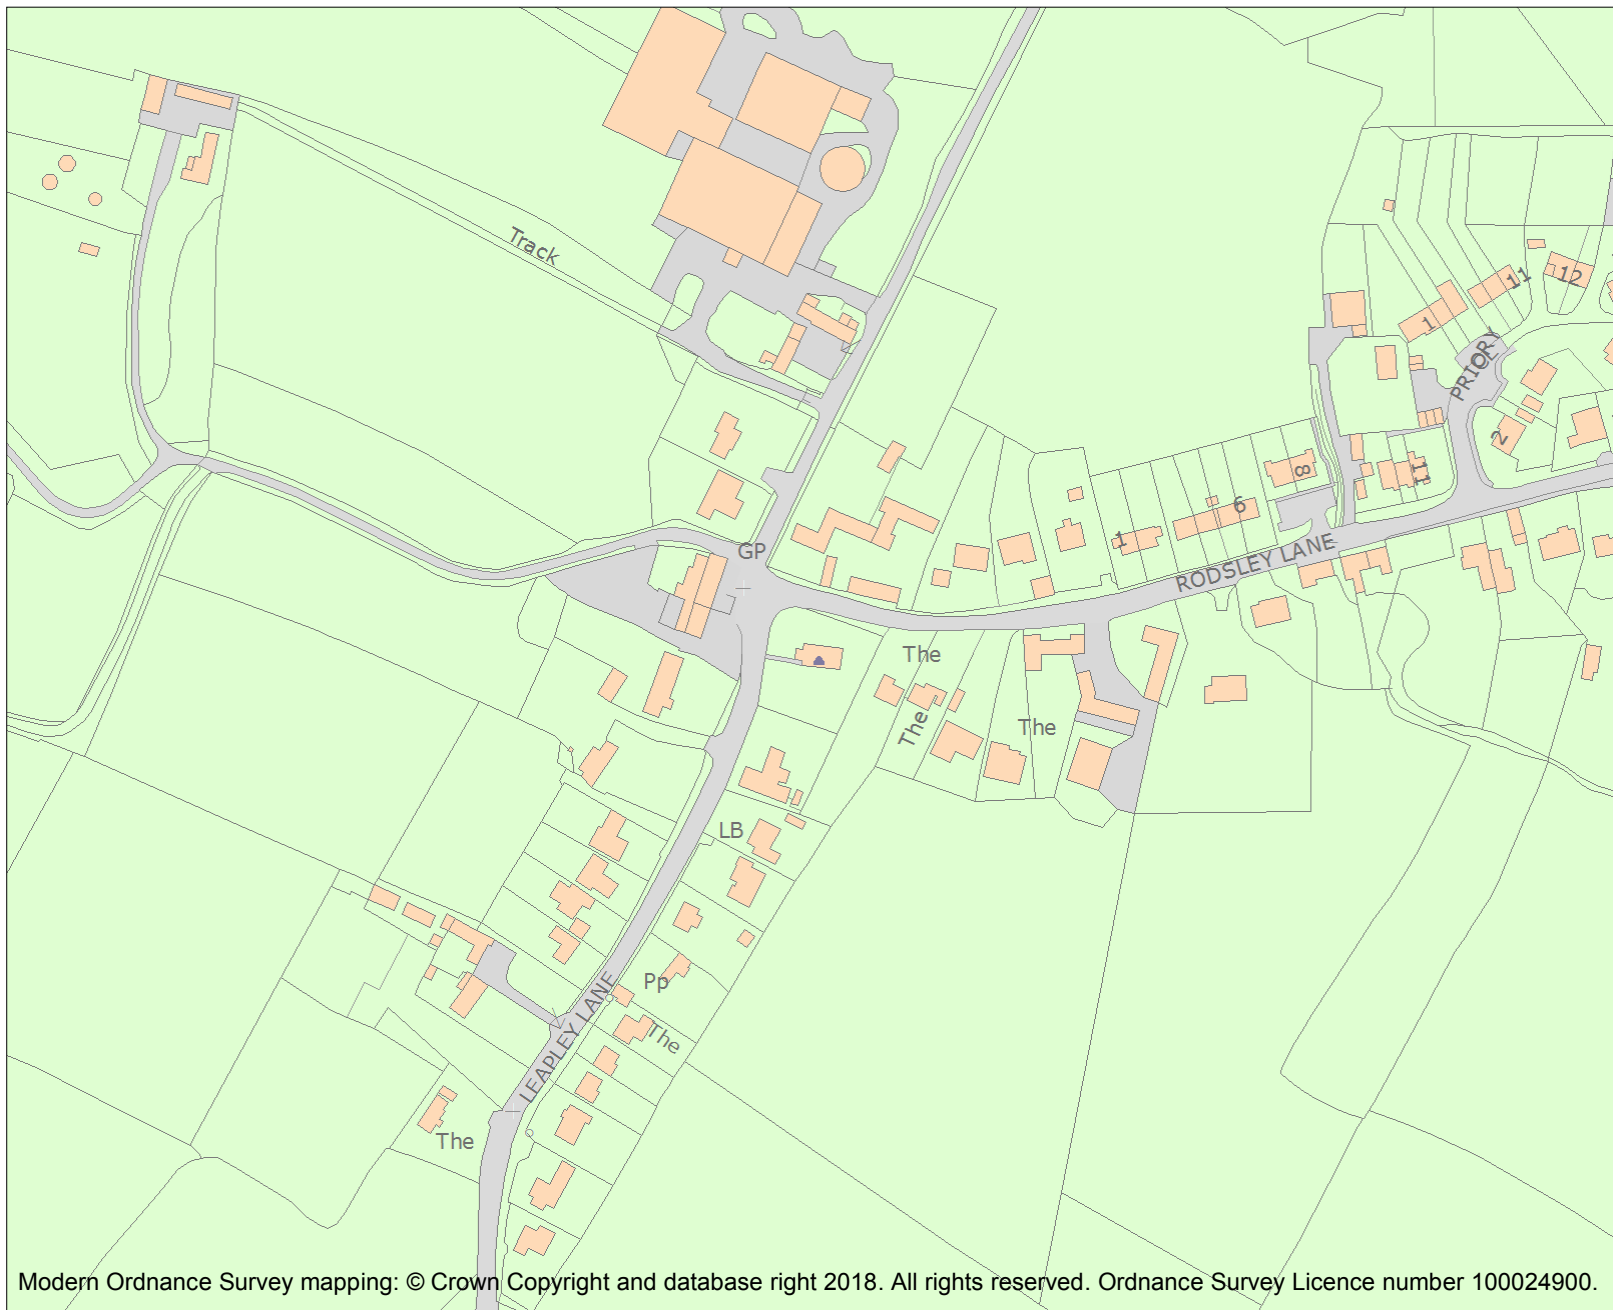 Track
11
12
1
PRIORY
2
8
11
6
1
GP
RODSLEY LANE
The
The
The
LB
Pp
The
LEAPLEY LANE
The
Modern Ordnance Survey mapping: © Crown Copyright and database right 2018. All rights reserved. Ordnance Survey Licence number 100024900.